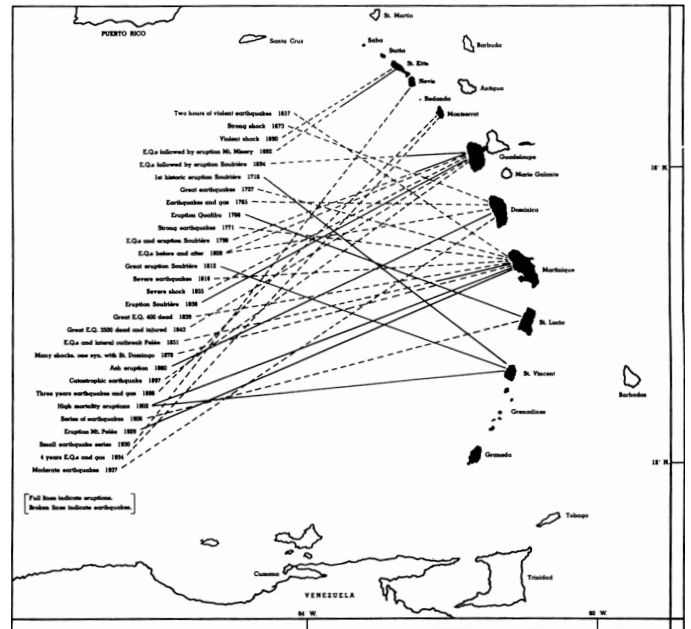 St. Martin
PUERTO RICO
Santa Cruz
Saba
Statia
St. Kitts
Nevis
Barbuda
Antigua
Redonda
Montserrat
Two hours of violent earthquakes 1657
Strong shock 1673
Violent shock 1690
E.Q.s followed by eruption Mt. Misery 1692
E.Q.s followed by eruption Soufrière 1694
1st historic eruption Soufrière 1718
Great earthquakes 1727
Earthquakes and gas 1765
Eruption Qualibu 1766
Strong earthquakes 1771
E.Q.s and eruption Soufrière 1798
E.Q.s before and after 1809
Great eruption Soufrière 1812
Severe earthquakes 1816
Severe shock 1835
Eruption Soufrière 1838
Great E.Q. 400 dead 1839
Great E.Q. 3500 dead and injured 1843
E.Q.s and lateral outbreak Pelée 1851
Many shocks, one syn. with St. Domingo 1878
Ash eruption 1880
Catastrophic earthquake 1897
Three years earthquakes and gas 1898
High mortality eruptions 1902
Series of earthquakes 1906
Eruption Mt. Pelée 1929
Small earthquake series 1930
4 years E.Q.s and gas 1934
Moderate earthquakes 1937
Guadeloupe
Marie Galante
16° N.
Dominica
Martinique
St. Lucia
St. Vincent
Barbados
Grenadines
Granada
12° N.
Full lines indicate eruptions.
Broken lines indicate earthquakes.
Tobago
Cumana
Trinidad
VENEZUELA
64° W.
60° W.